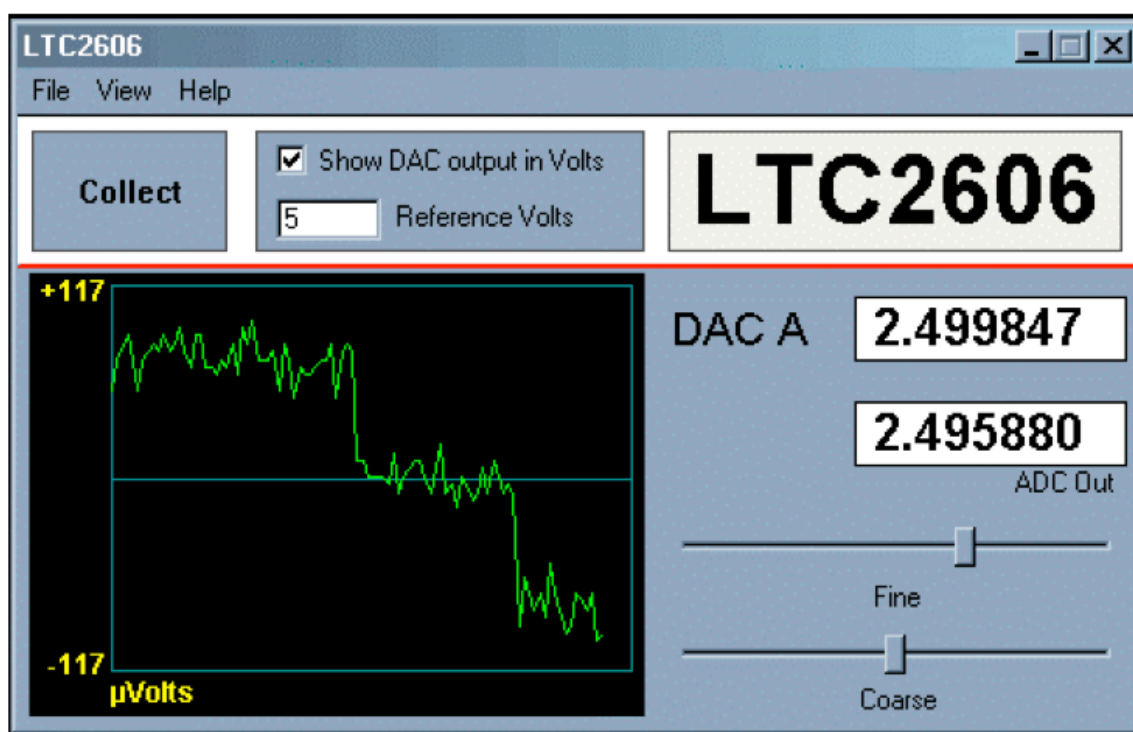 LTC2606
File View Help
Collect
Show DAC output in Volts
5 Reference Volts
LTC2606
+117
-117
µVolts
DAC A 2.499847
2.495880
ADC Out
Fine
Coarse